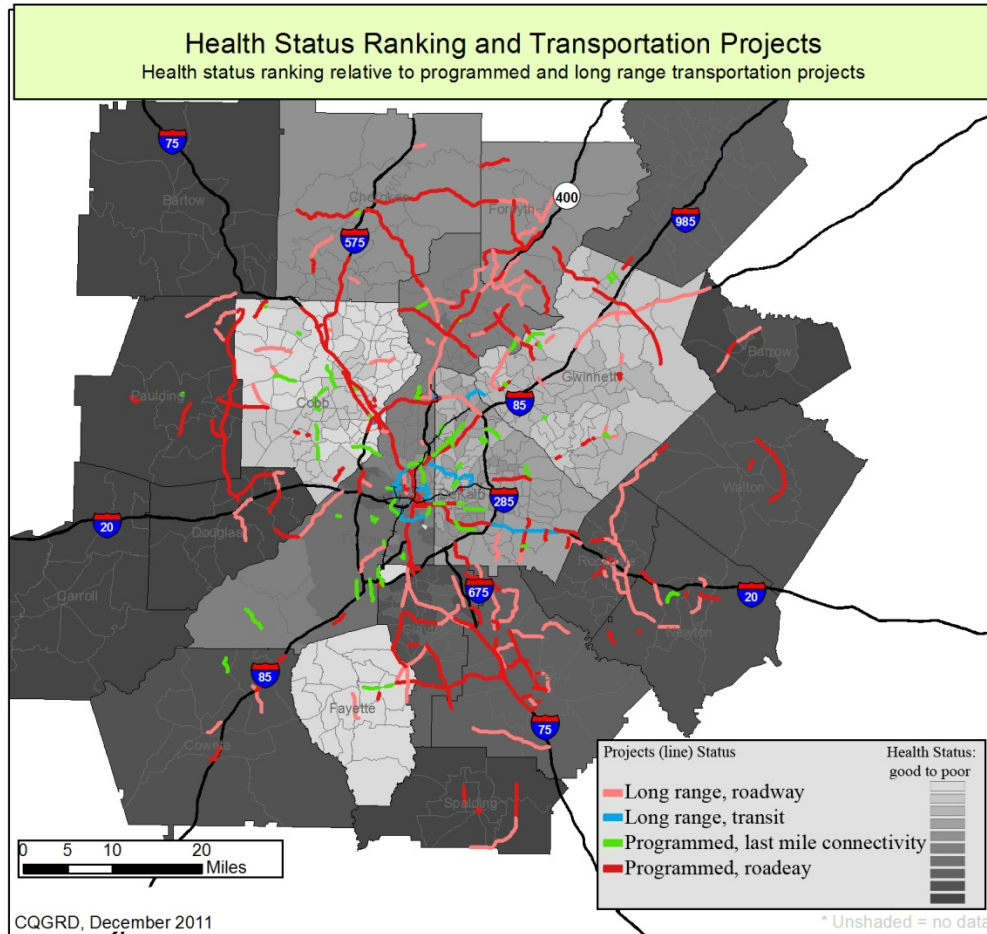 Health Status Ranking and Transportation Projects
Health status ranking relative to programmed and long range transportation projects
75
Bartow
Cherokee
575
Forsyth
400
985
Barrow
Gwinnett
85
Paulding
Cobb
DeKalb
285
Walton
20
Douglas
Carroll
675
20
Newton
Fayette
85
Coweta
75
Spalding
0 5 10 20
Miles
Projects (line) Status
Health Status:
good to poor
Long range, roadway
Long range, transit
Programmed, last mile connectivity
Programmed, roadeay
CQGRD, December 2011
* Unshaded = no data